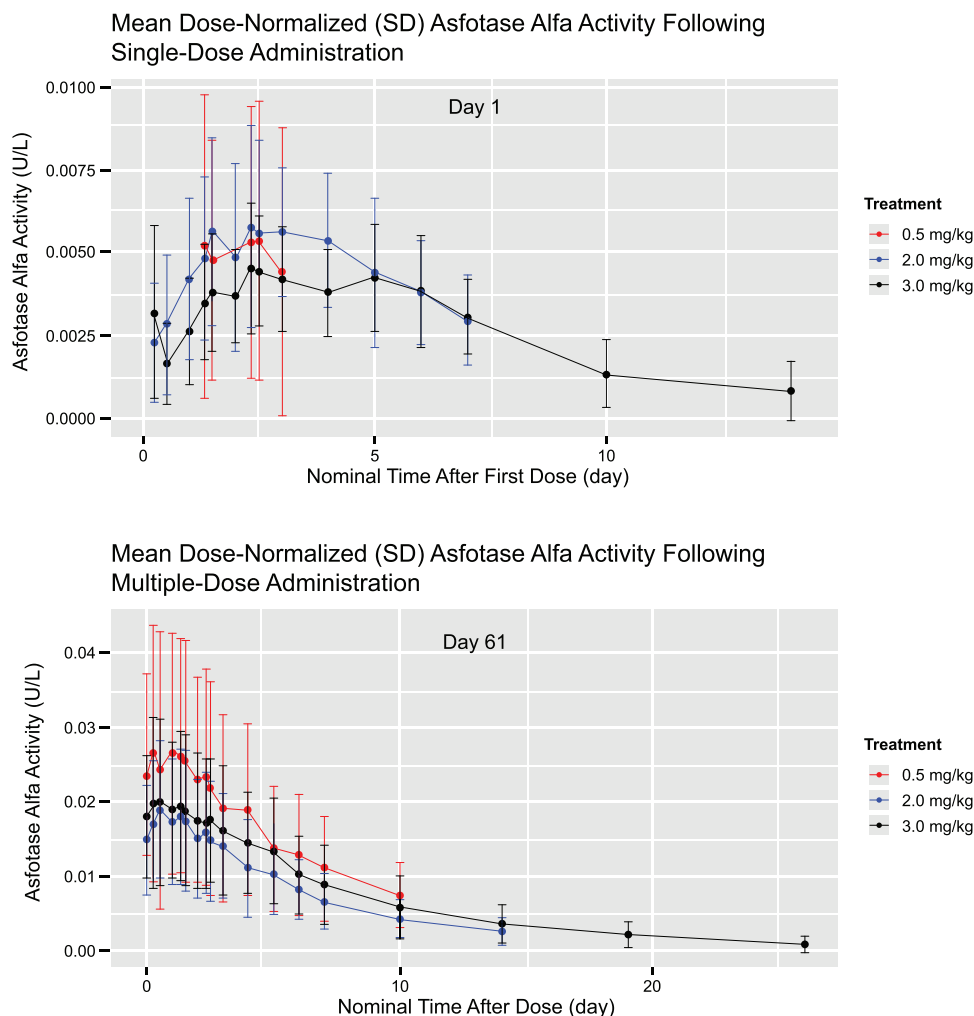 Mean Dose-Normalized (SD) Asfotase Alfa Activity Following
Single-Dose Administration
Asfotase Alfa Activity (U/L)
0.0100
0.0075
0.0050
0.0025
0.0000
Day 1
0
5
10
Nominal Time After First Dose (day)
Treatment
0.5 mg/kg
2.0 mg/kg
3.0 mg/kg
Mean Dose-Normalized (SD) Asfotase Alfa Activity Following
Multiple-Dose Administration
Asfotase Alfa Activity (U/L)
0.04
0.03
0.02
0.01
0.00
Day 61
0
10
20
Nominal Time After Dose (day)
Treatment
0.5 mg/kg
2.0 mg/kg
3.0 mg/kg